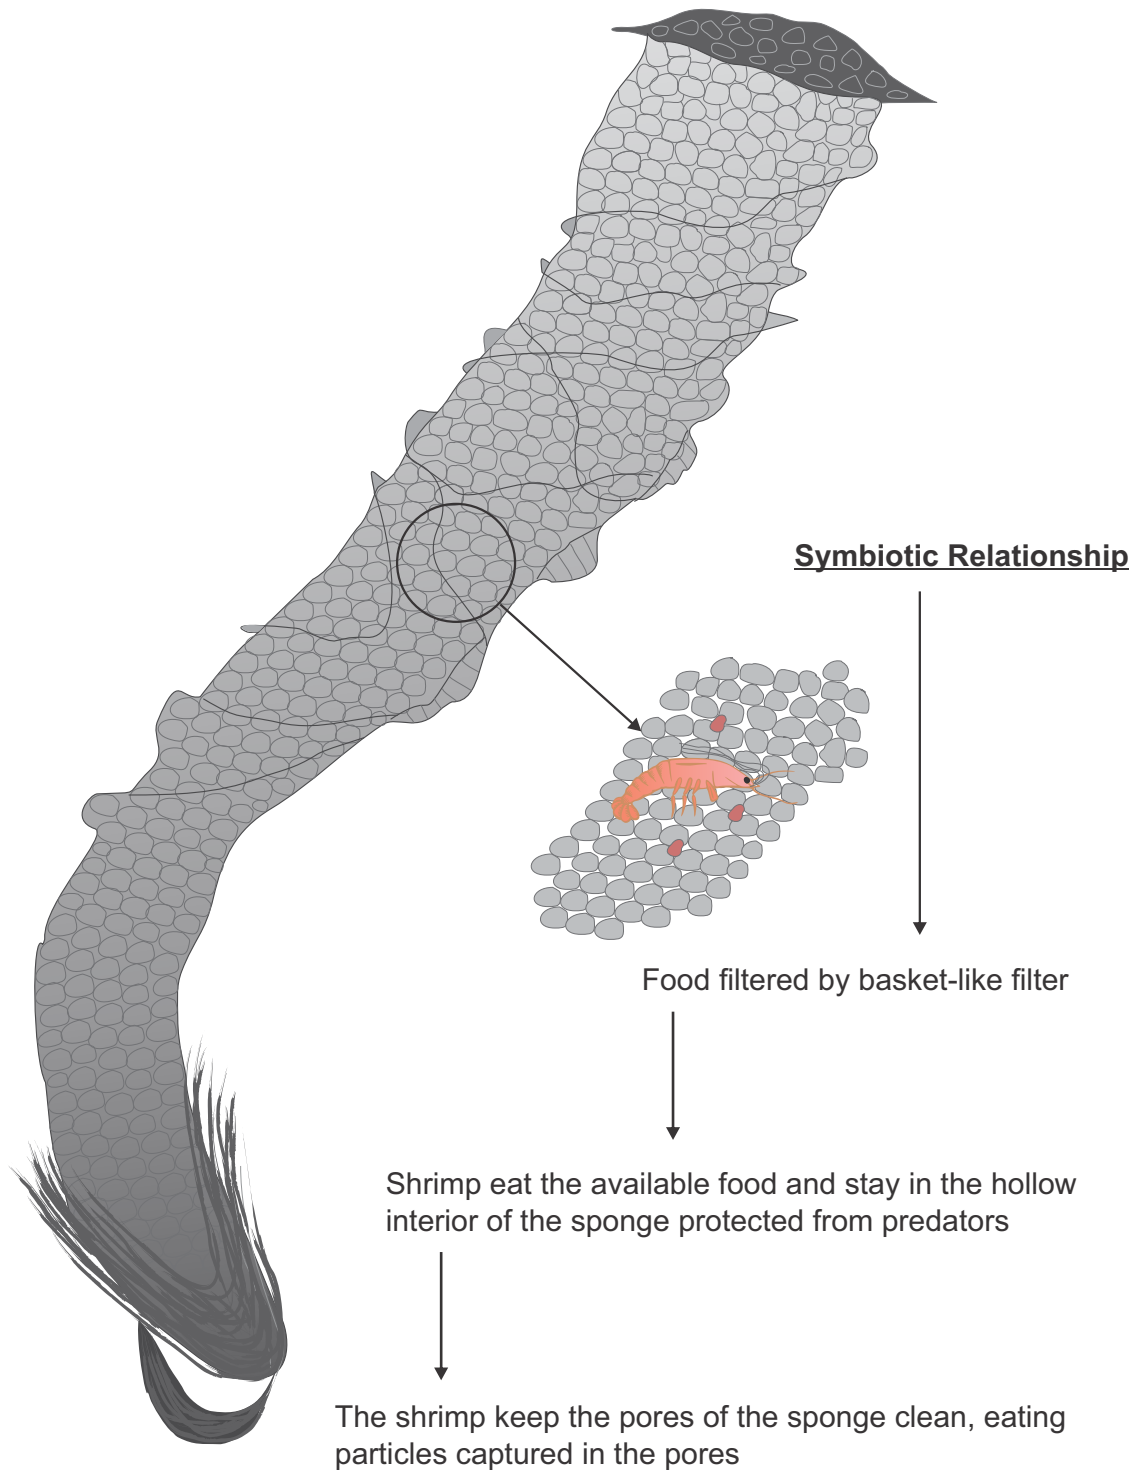 Symbiotic Relationship
Food filtered by basket-like filter
Shrimp eat the available food and stay in the hollow
interior of the sponge protected from predators
The shrimp keep the pores of the sponge clean, eating
particles captured in the pores